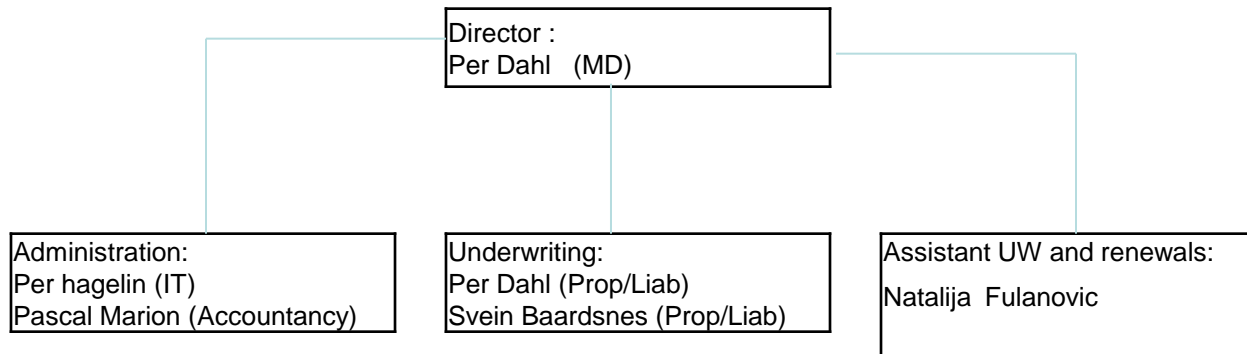 Director :
Per Dahl (MD)
Administration:
Per hagelin (IT)
Pascal Marion (Accountancy)
Underwriting:
Per Dahl (Prop/Liab)
Svein Baardsnes (Prop/Liab)
Assistant UW and renewals:
Natalija Fulanovic